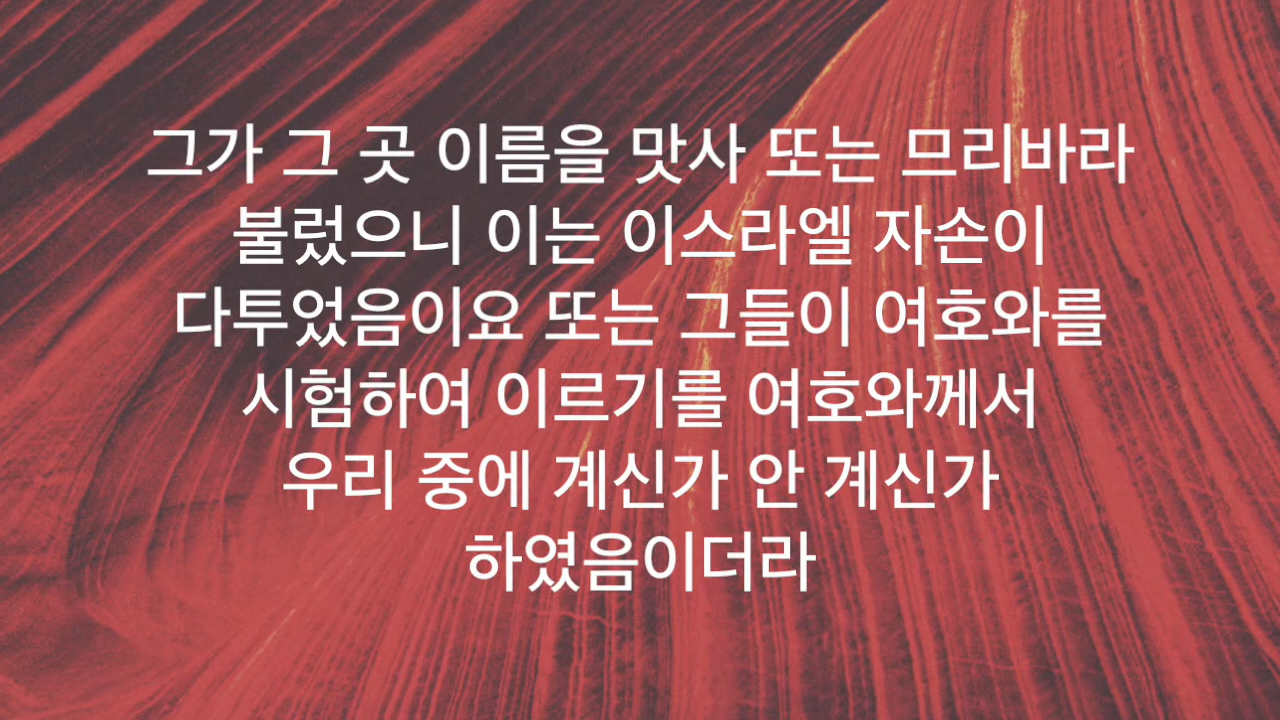 그가 그 곳 이름을 맛사 또는 므리바라
불렀으니 이는 이스라엘 자손이
다투었음이요 또는 그들이 여호와를
시험하여 이르기를 여호와께서
우리 중에 계신가 안 계신가
하였음이더라